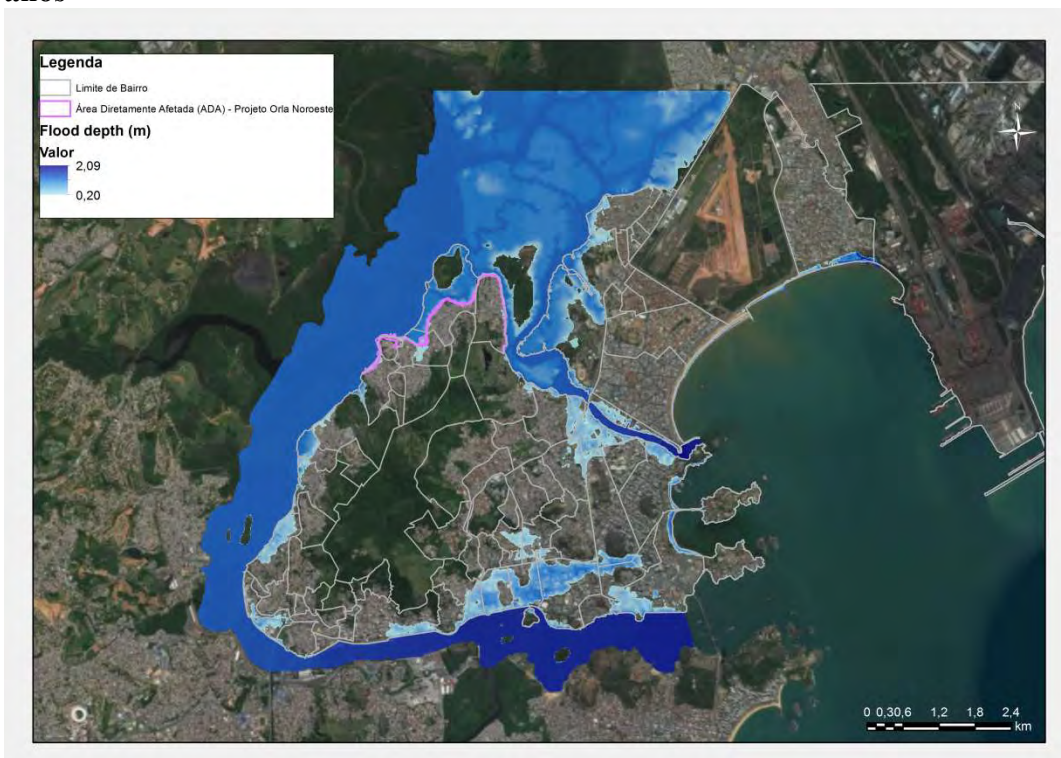 anos
Legenda
Limite de Bairro
Área Diretamente Afetada (ADA) - Projeto Orla Noroeste
Flood depth (m)
Valor
2,09
0,20
N
0 0,30,6 1,2 1,8 2,4
km